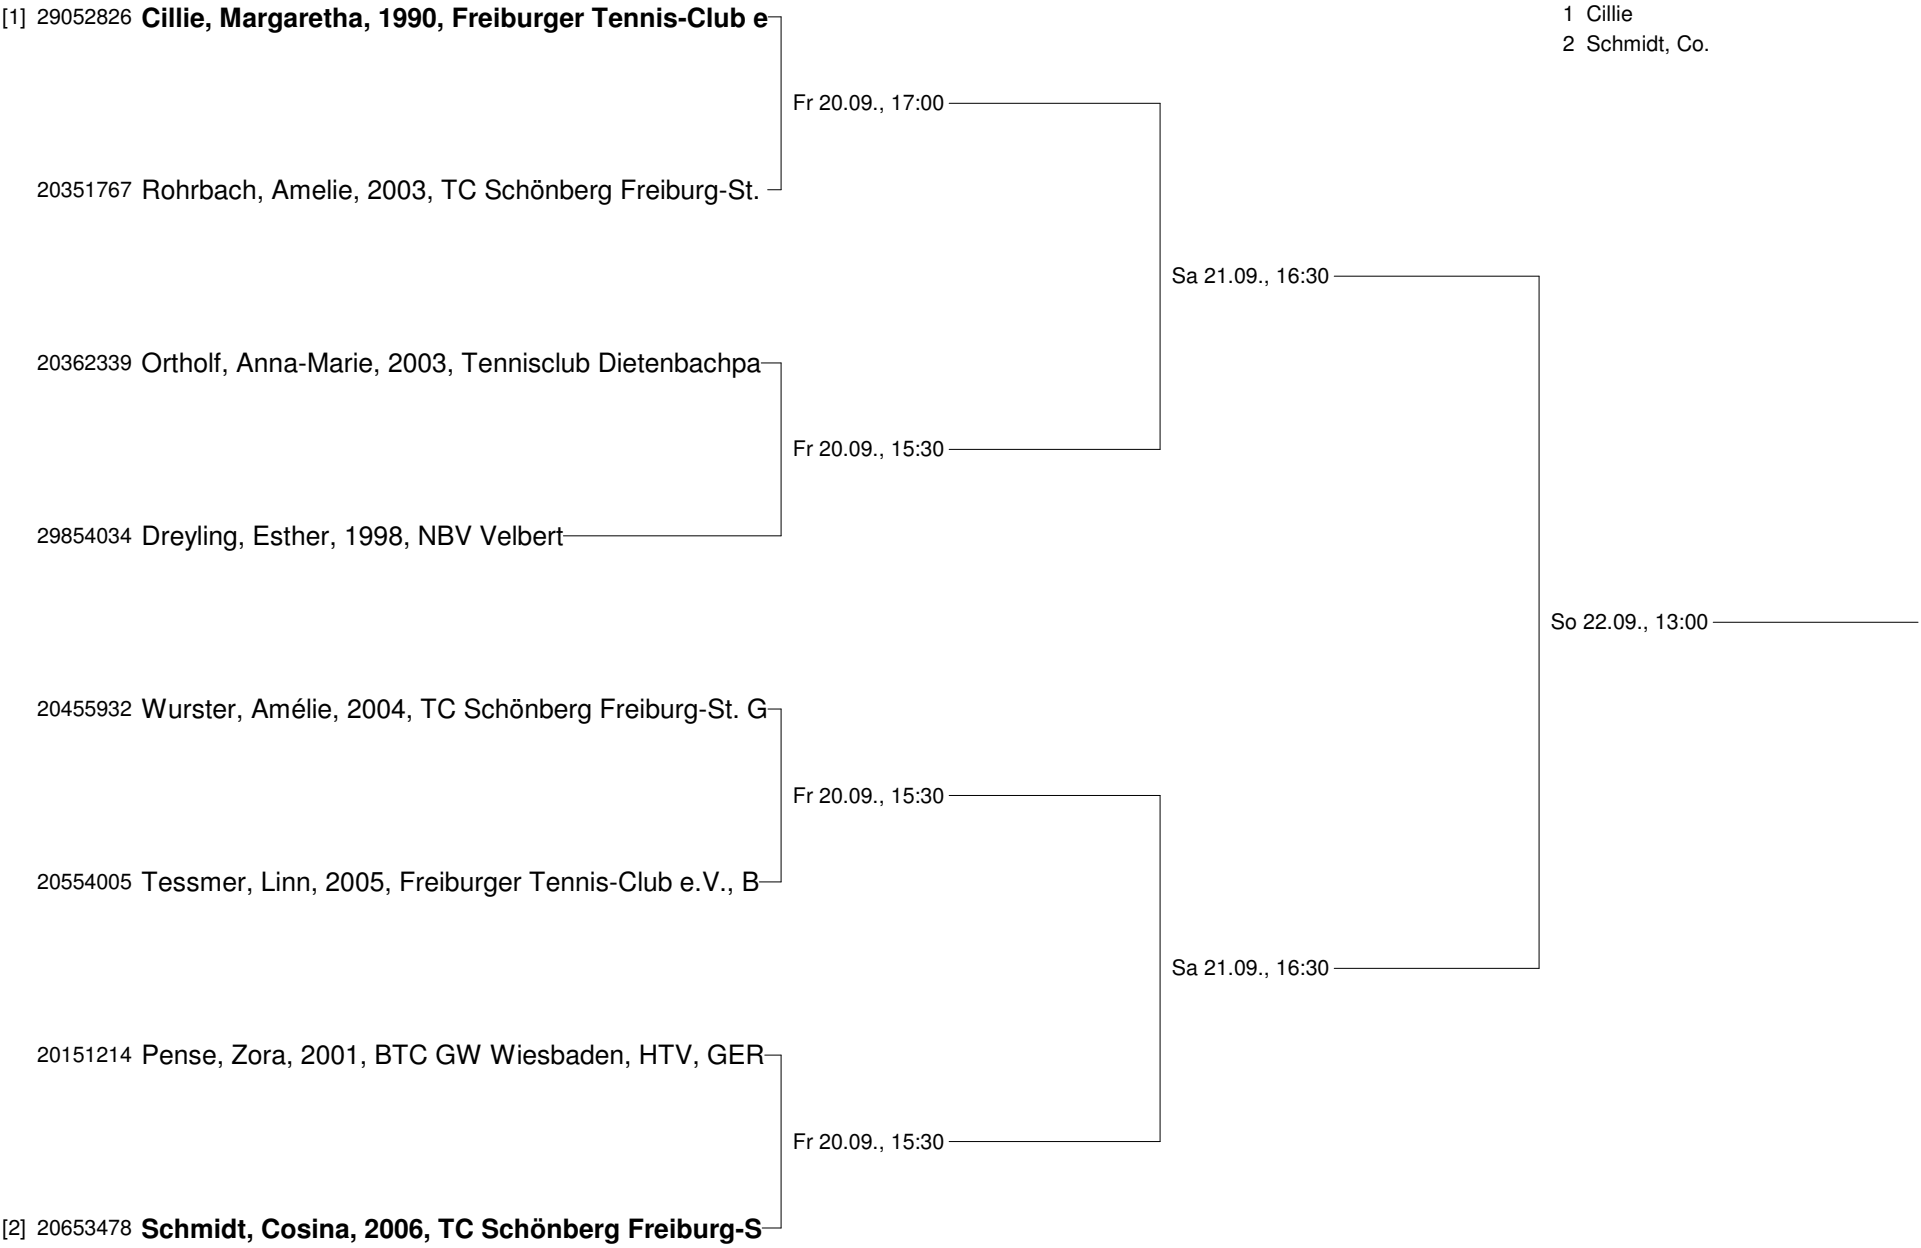 [1] 29052826 Cillie, Margaretha, 1990, Freiburger Tennis-Club e
1 Cillie
2 Schmidt, Co.
Fr 20.09., 17:00
20351767 Rohrbach, Amelie, 2003, TC Schönberg Freiburg-St.
Sa 21.09., 16:30
20362339 Ortholf, Anna-Marie, 2003, Tennisclub Dietenbachpa
Fr 20.09., 15:30
29854034 Dreyling, Esther, 1998, NBV Velbert
So 22.09., 13:00
20455932 Wurster, Amélie, 2004, TC Schönberg Freiburg-St. G
Fr 20.09., 15:30
20554005 Tessmer, Linn, 2005, Freiburger Tennis-Club e.V., B
Sa 21.09., 16:30
20151214 Pense, Zora, 2001, BTC GW Wiesbaden, HTV, GER
Fr 20.09., 15:30
[2] 20653478 Schmidt, Cosina, 2006, TC Schönberg Freiburg-S